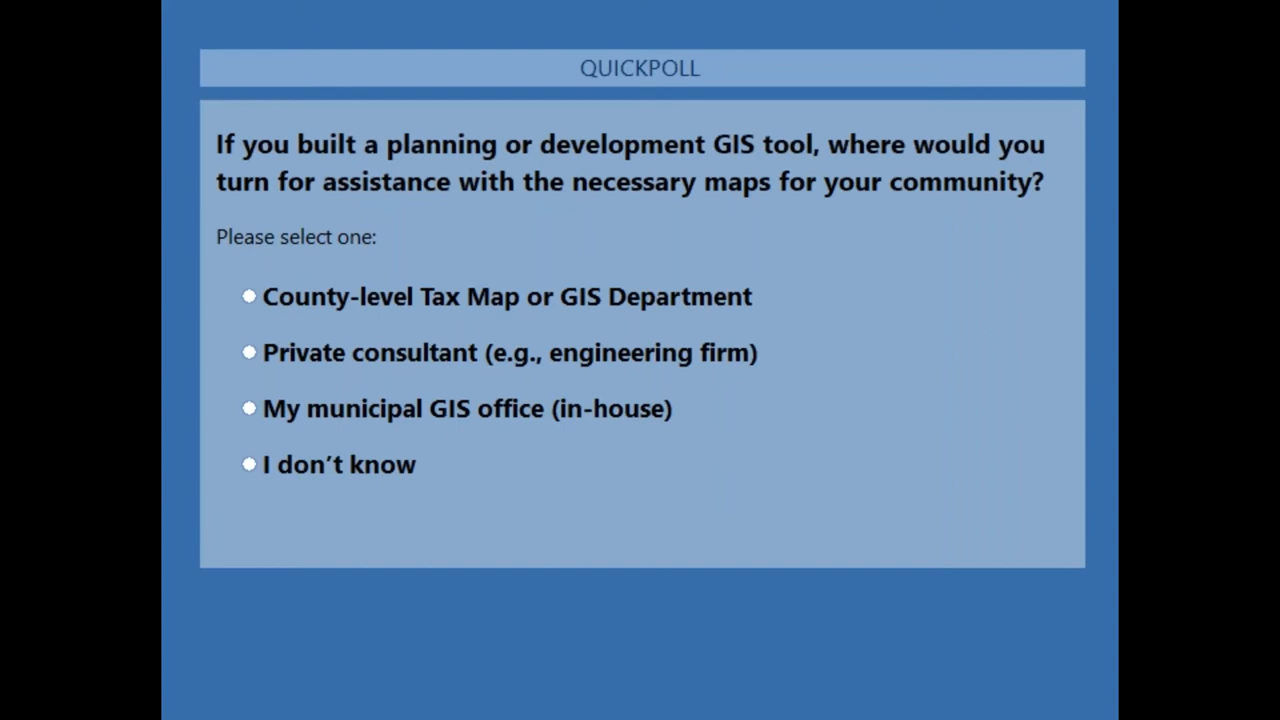 QUICKPOLL
If you built a planning or development GIS tool, where would you
turn for assistance with the necessary maps for your community?
Please select one:
County-level Tax Map or GIS Department
Private consultant (e.g., engineering firm)
My municipal GIS office (in-house)
I don’t know